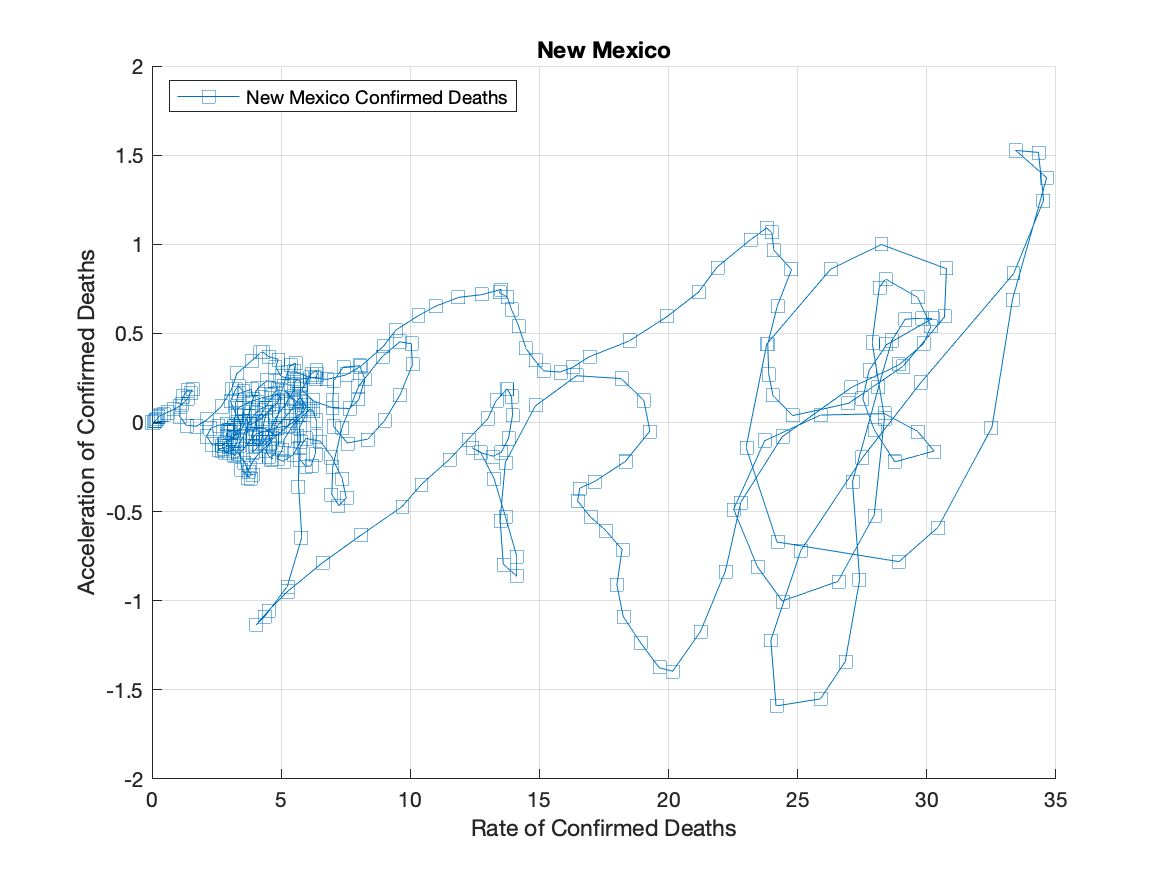 New Mexico
New Mexico Confirmed Deaths
2
1.5
1
0.5
0
-0.5
-1
-1.5
-2
Acceleration of Confirmed Deaths
0 5 10 15 20 25 30 35
Rate of Confirmed Deaths